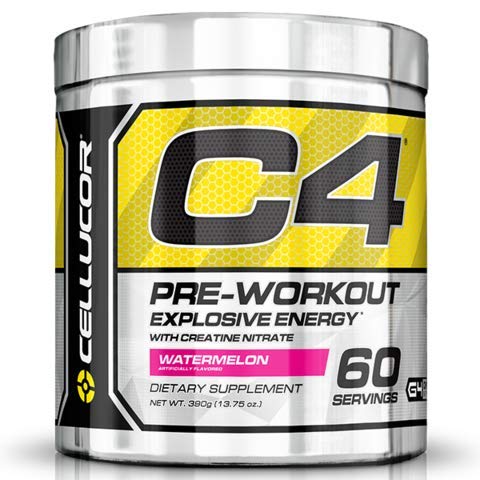 CELLUCOR®
C4®
PRE-WORKOUT
EXPLOSIVE ENERGY*
WITH CREATINE NITRATE
WATERMELON
ARTIFICIALLY FLAVORED
DIETARY SUPPLEMENT
NET WT. 390g (13.75 oz.)
60
SERVINGS
G4